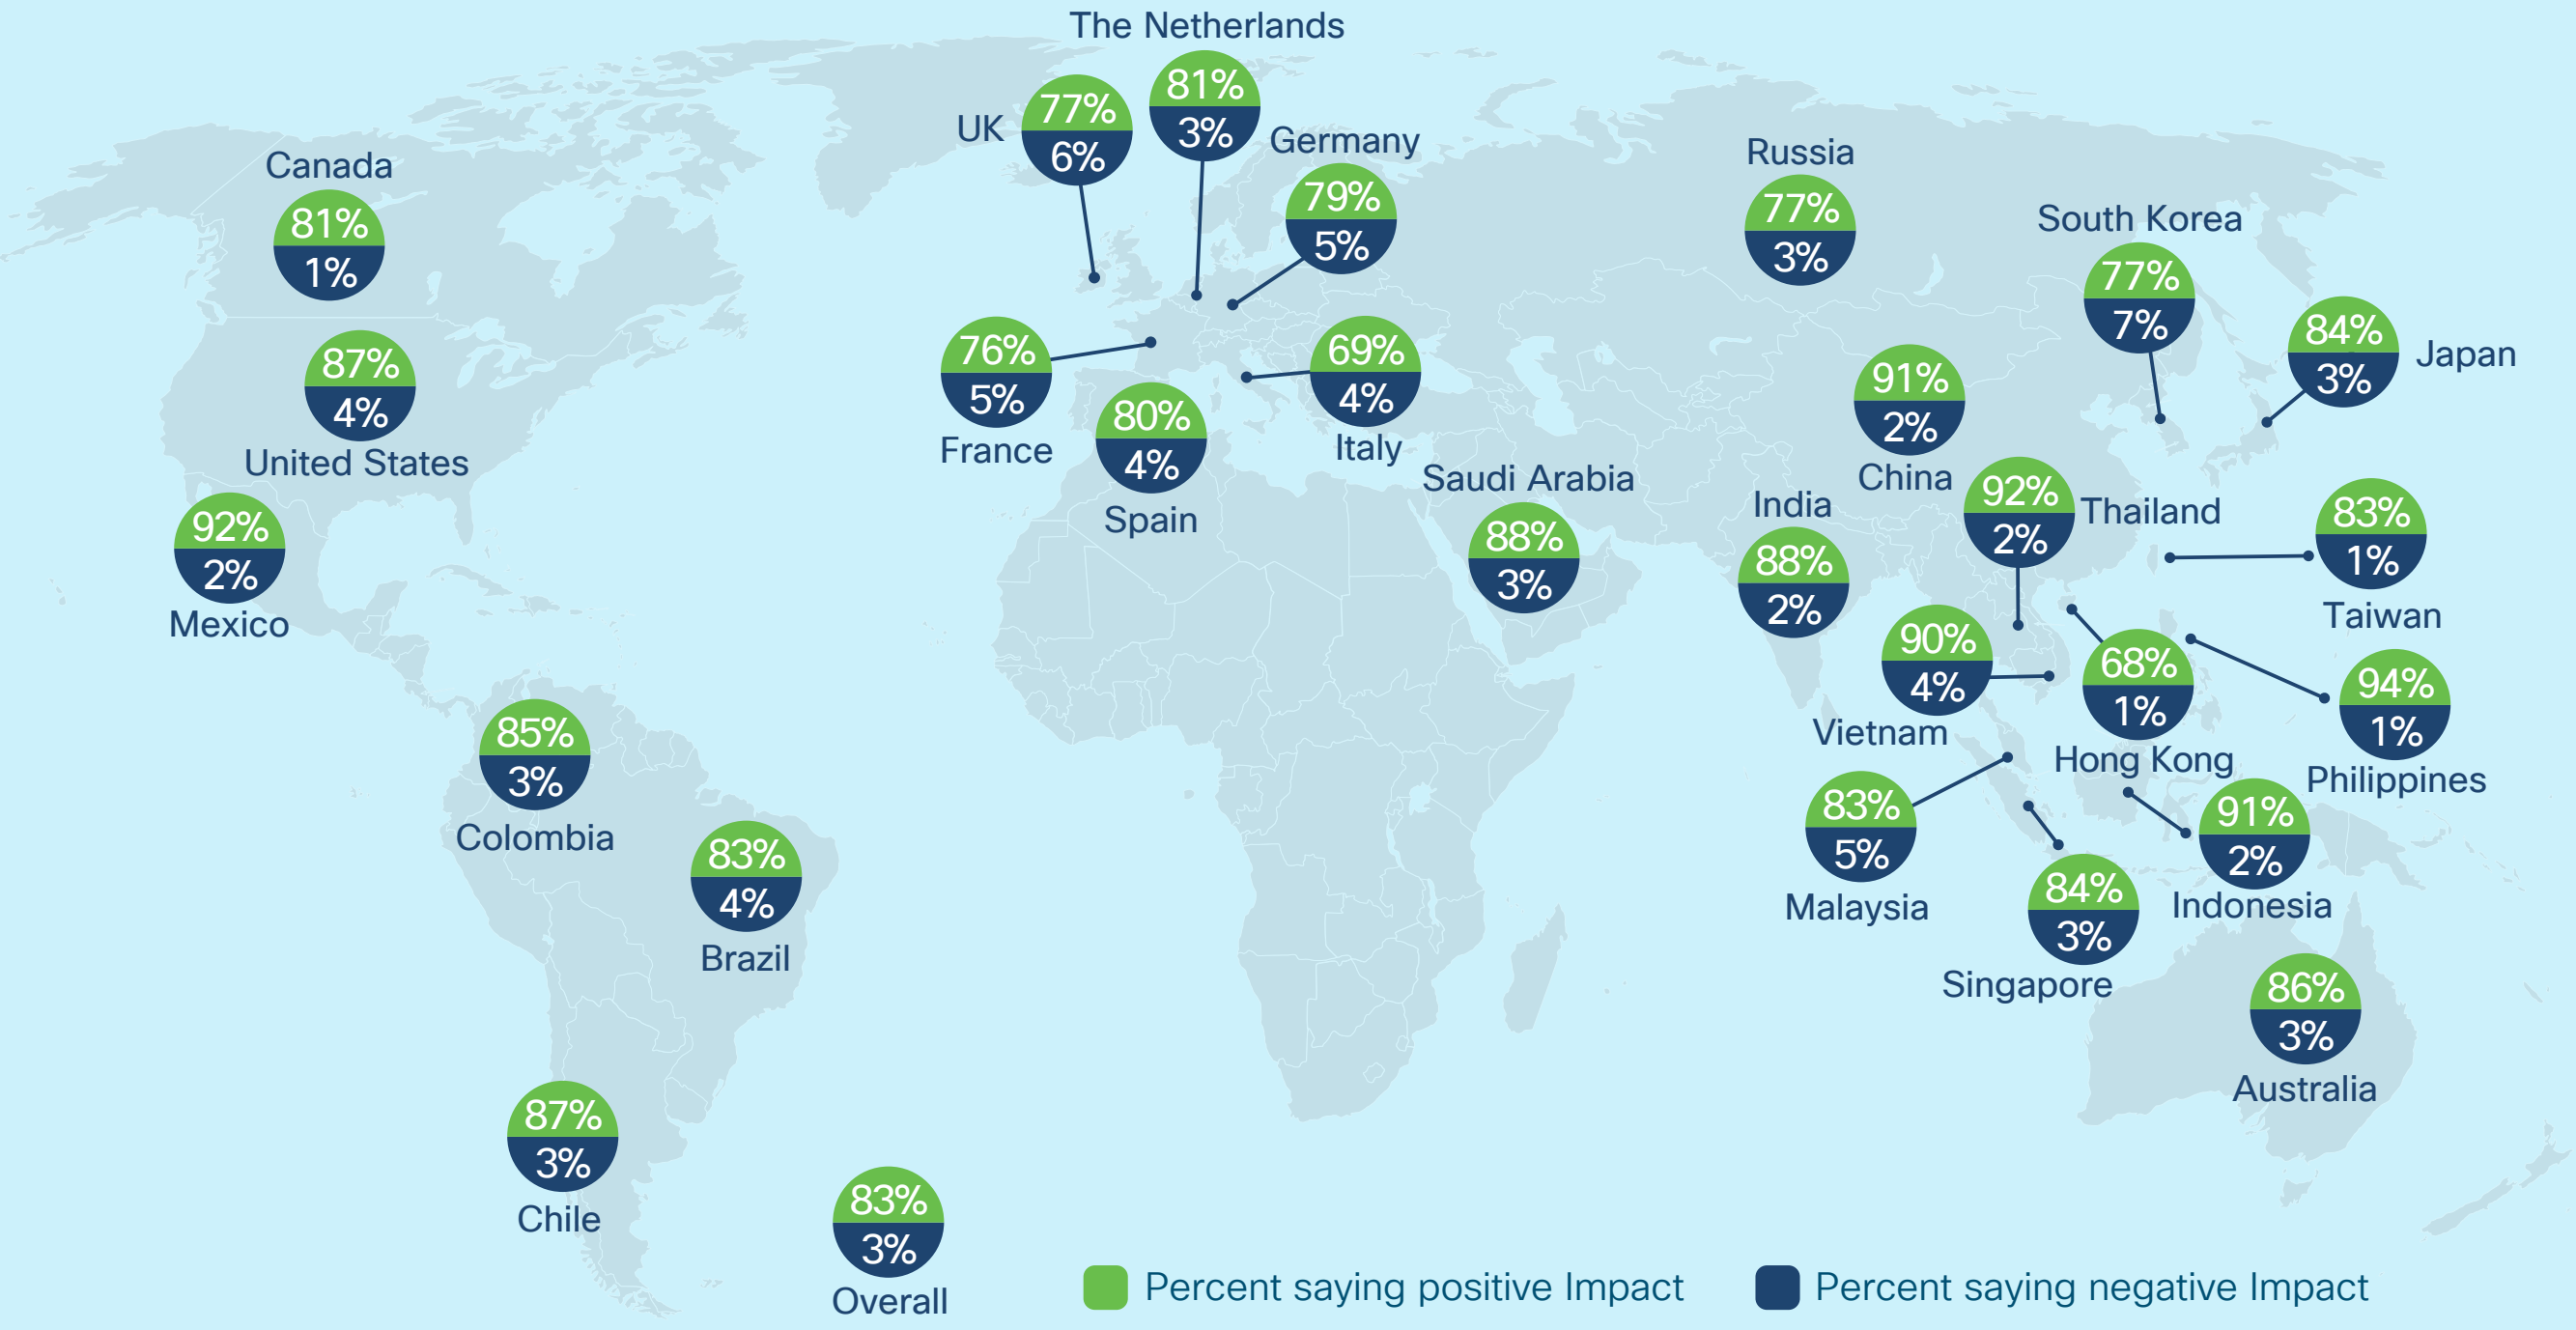 The Netherlands
81%
3%
UK
77%
6%
Germany
79%
5%
Canada
81%
1%
Russia
77%
3%
South Korea
77%
7%
84%
3%
Japan
87%
4%
United States
76%
5%
France
69%
4%
Italy
80%
4%
Spain
91%
2%
China
92%
2%
Thailand
Saudi Arabia
88%
3%
India
88%
2%
83%
1%
Taiwan
92%
2%
Mexico
90%
4%
Vietnam
68%
1%
Hong Kong
94%
1%
Philippines
85%
3%
Colombia
83%
5%
Malaysia
91%
2%
Indonesia
83%
4%
Brazil
84%
3%
Singapore
86%
3%
Australia
87%
3%
Chile
83%
3%
Overall
Percent saying positive Impact
Percent saying negative Impact